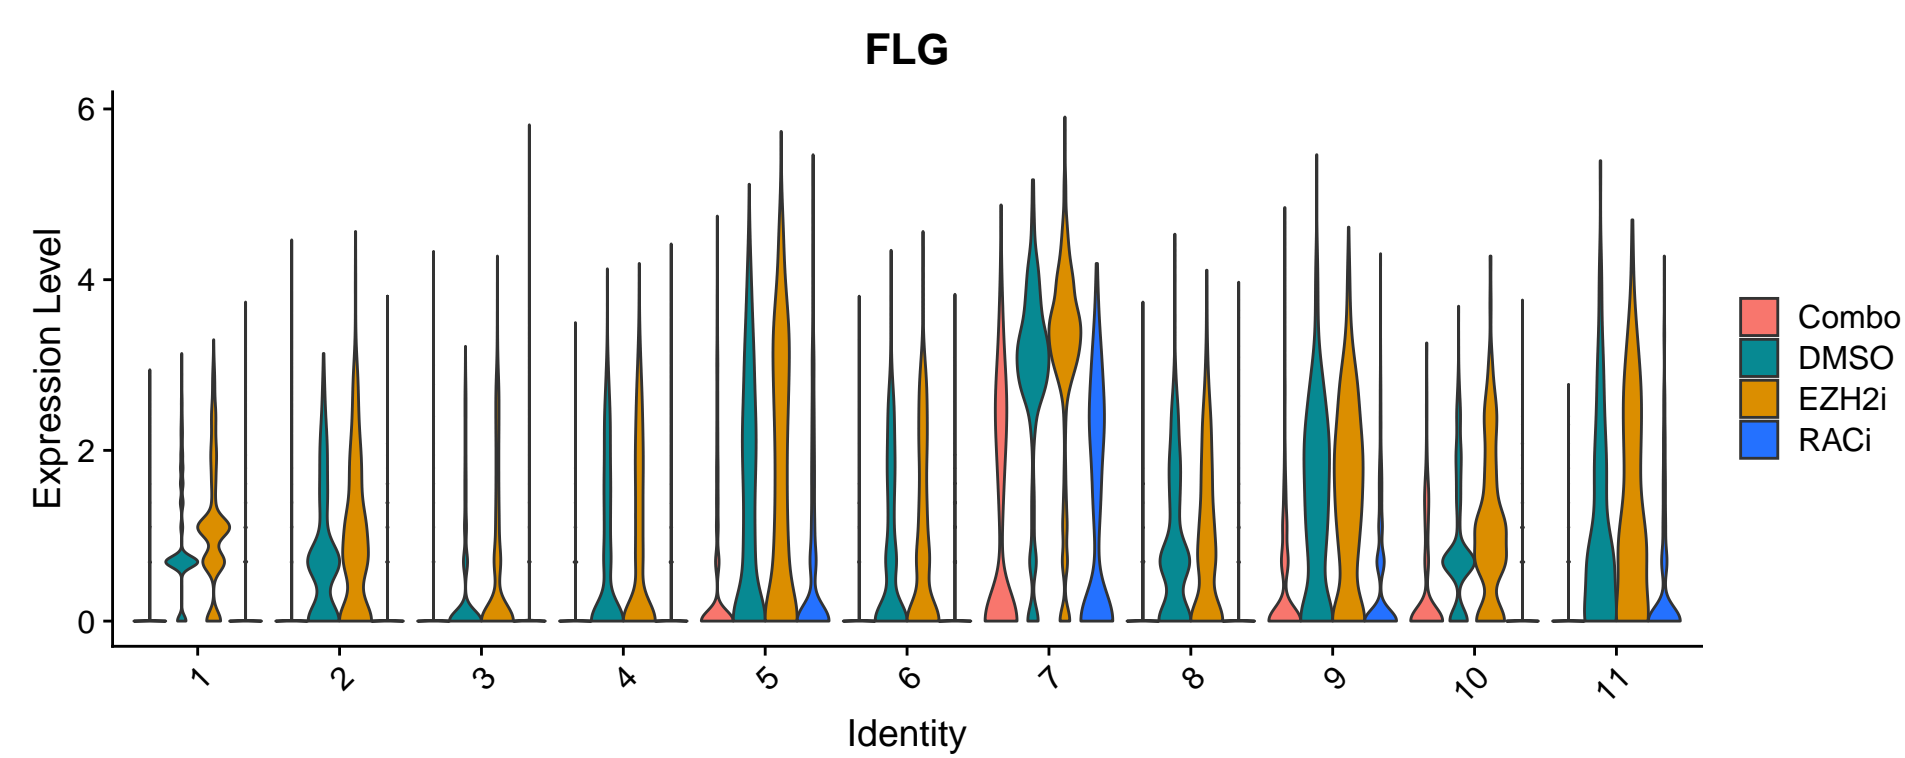 FLG
Expression Level
6
4
2
0
1 2 3 4 5 6 7 8 9 10 11
Identity
Combo
DMSO
EZH2i
RACi